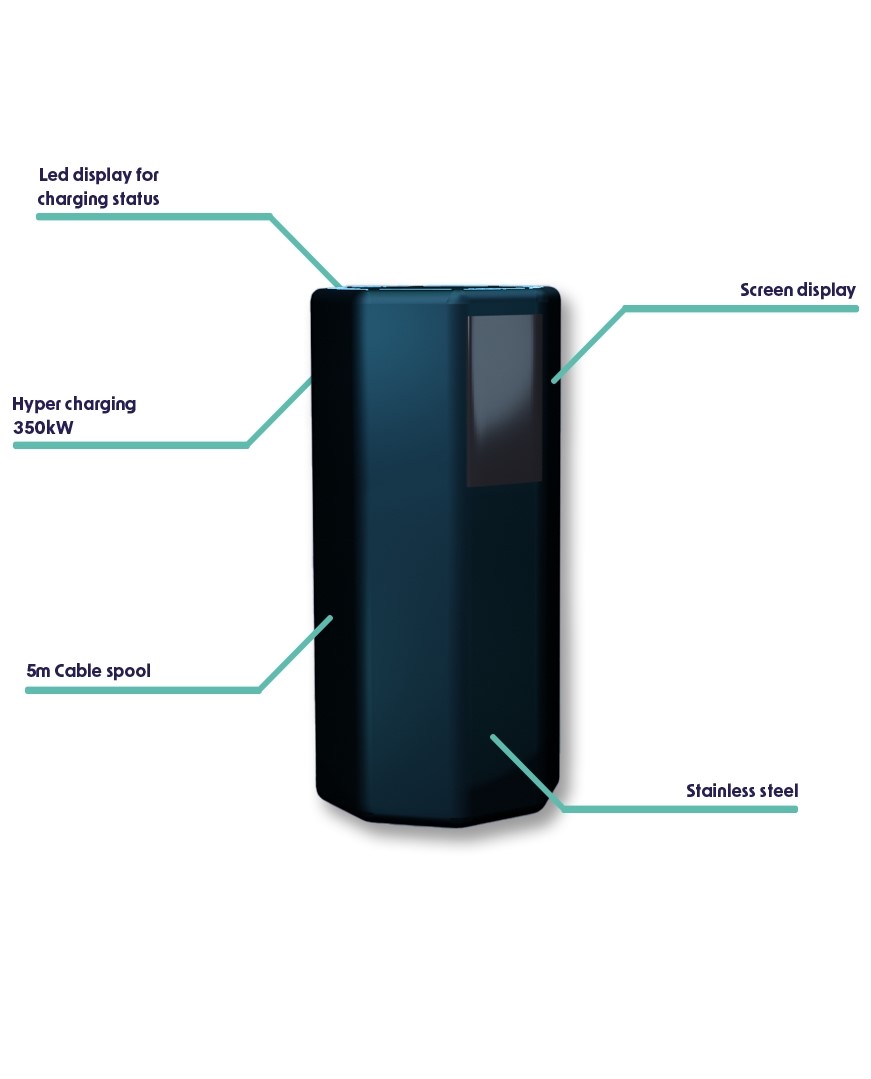 Led display for
charging status
Screen display
Hyper charging
350kW
5m Cable spool
Stainless steel